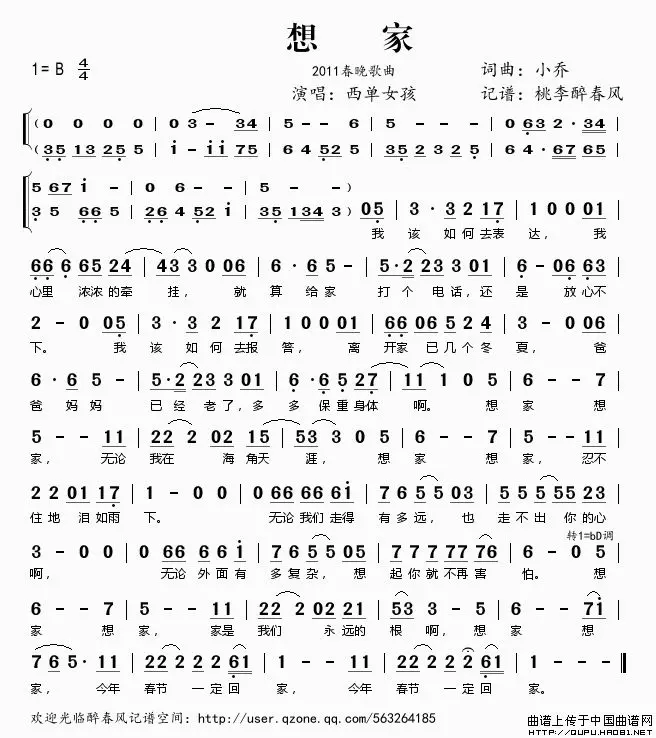 想 家
1= B 4/4
2011春晚歌曲
词曲：小乔
演唱：西单女孩
记谱：桃李醉春风
( 0 0 0 0 | 0 3 - 34 | 5 - - 6 | 5 - - - | 0 63 2 · 34 |
35 13 25 5 | i - i i 75 | 6 4 52 5 | 35 2 32 5 | 6 4 · 67 65 |
5 67 i - | 0 6 - - | 5 - - )
3 5 66 5 | 26 4 52 i | 35 134 3 ) 05 | 3 · 3 2 17 | 1 0 0 01 |
我 该 如 何 去表 达， 我
66 6 65 24 | 43 3 0 06 | 6 · 6 5 - | 5·2 23 3 01 | 6 - 06 63 |
心里 浓浓的牵 挂， 就 算 给家 打 个 电话，还 是 放心不
2 - 0 05 | 3 · 3 2 17 | 1 0 0 01 | 66 06 5 24 | 3 - 0 06 |
下。 我 该 如 何 去报 答， 离 开家 已几个冬 夏， 爸
6 · 6 5 - | 5·2 23 3 01 | 6 · 6 5 27 | 11 1 0 5 | 6 - - 7 |
爸 妈妈 已经 老了，多 多 保重身体 啊。 想 家 想
5 - - 11 | 22 2 02 15 | 53 3 0 5 | 6 - - 7 | 5 - - 11 |
家， 无论 我在 海 角天 涯， 想 家 想 家，忍不
2 2 01 17 | 1 - 0 0 | 0 66 66 6i | 7 6 5 5 03 | 5 5 5 55 23 |
住地 泪如雨 下。 无论我们走得 有多远， 也 走不出 你的心
转1=bD调
3 - 0 0 | 0 66 66 i | 7 65 5 05 | 77 77 77 76 | 6 - 0 5 |
啊， 无论 外面有 多复杂， 想 起你就不再害 怕。 想
6 - - 7 | 5 - - 11 | 22 2 02 21 | 53 3 - 5 | 6 - - 7i |
家 想 家， 家是 我们 永远的 根 啊，想 家 想
7 65 · 11 | 22 2 2 2 61 | 1 - - 11 | 22 2 2 2 · 61 | 1 - - - ‖
家， 今年 春节 一定回 家， 今年 春节 一定回 家。
欢迎光临醉春风记谱空间：http://user.qzone.qq.com/563264185
曲谱上传于中国曲谱网
http://QUPU.HAO81.NET